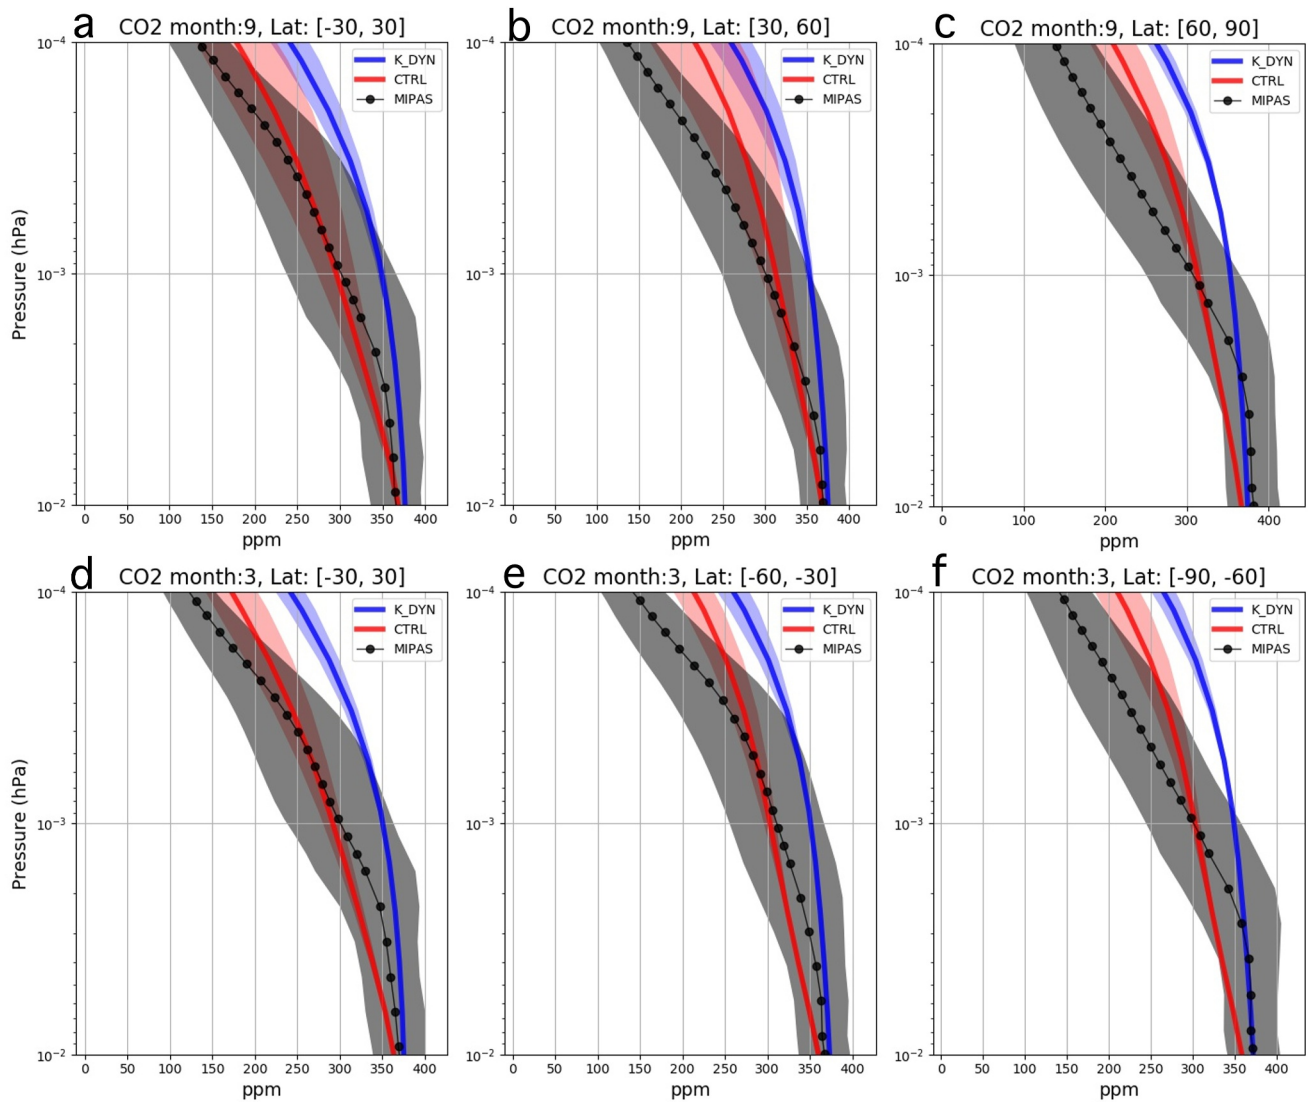 a CO2 month:9, Lat: [-30, 30]
b CO2 month:9, Lat: [30, 60]
c CO2 month:9, Lat: [60, 90]
K_DYN
CTRL
MIPAS
K_DYN
CTRL
MIPAS
K_DYN
CTRL
MIPAS
Pressure (hPa)
10⁻⁴
10⁻³
10⁻²
10⁻⁴
10⁻³
10⁻²
10⁻⁴
10⁻³
10⁻²
0 50 100 150 200 250 300 350 400
0 50 100 150 200 250 300 350 400
0 100 200 300 400
ppm
ppm
ppm
d CO2 month:3, Lat: [-30, 30]
e CO2 month:3, Lat: [-60, -30]
f CO2 month:3, Lat: [-90, -60]
K_DYN
CTRL
MIPAS
K_DYN
CTRL
MIPAS
K_DYN
CTRL
MIPAS
Pressure (hPa)
10⁻⁴
10⁻³
10⁻²
10⁻⁴
10⁻³
10⁻²
10⁻⁴
10⁻³
10⁻²
0 50 100 150 200 250 300 350 400
0 50 100 150 200 250 300 350 400
0 50 100 150 200 250 300 350 400
ppm
ppm
ppm